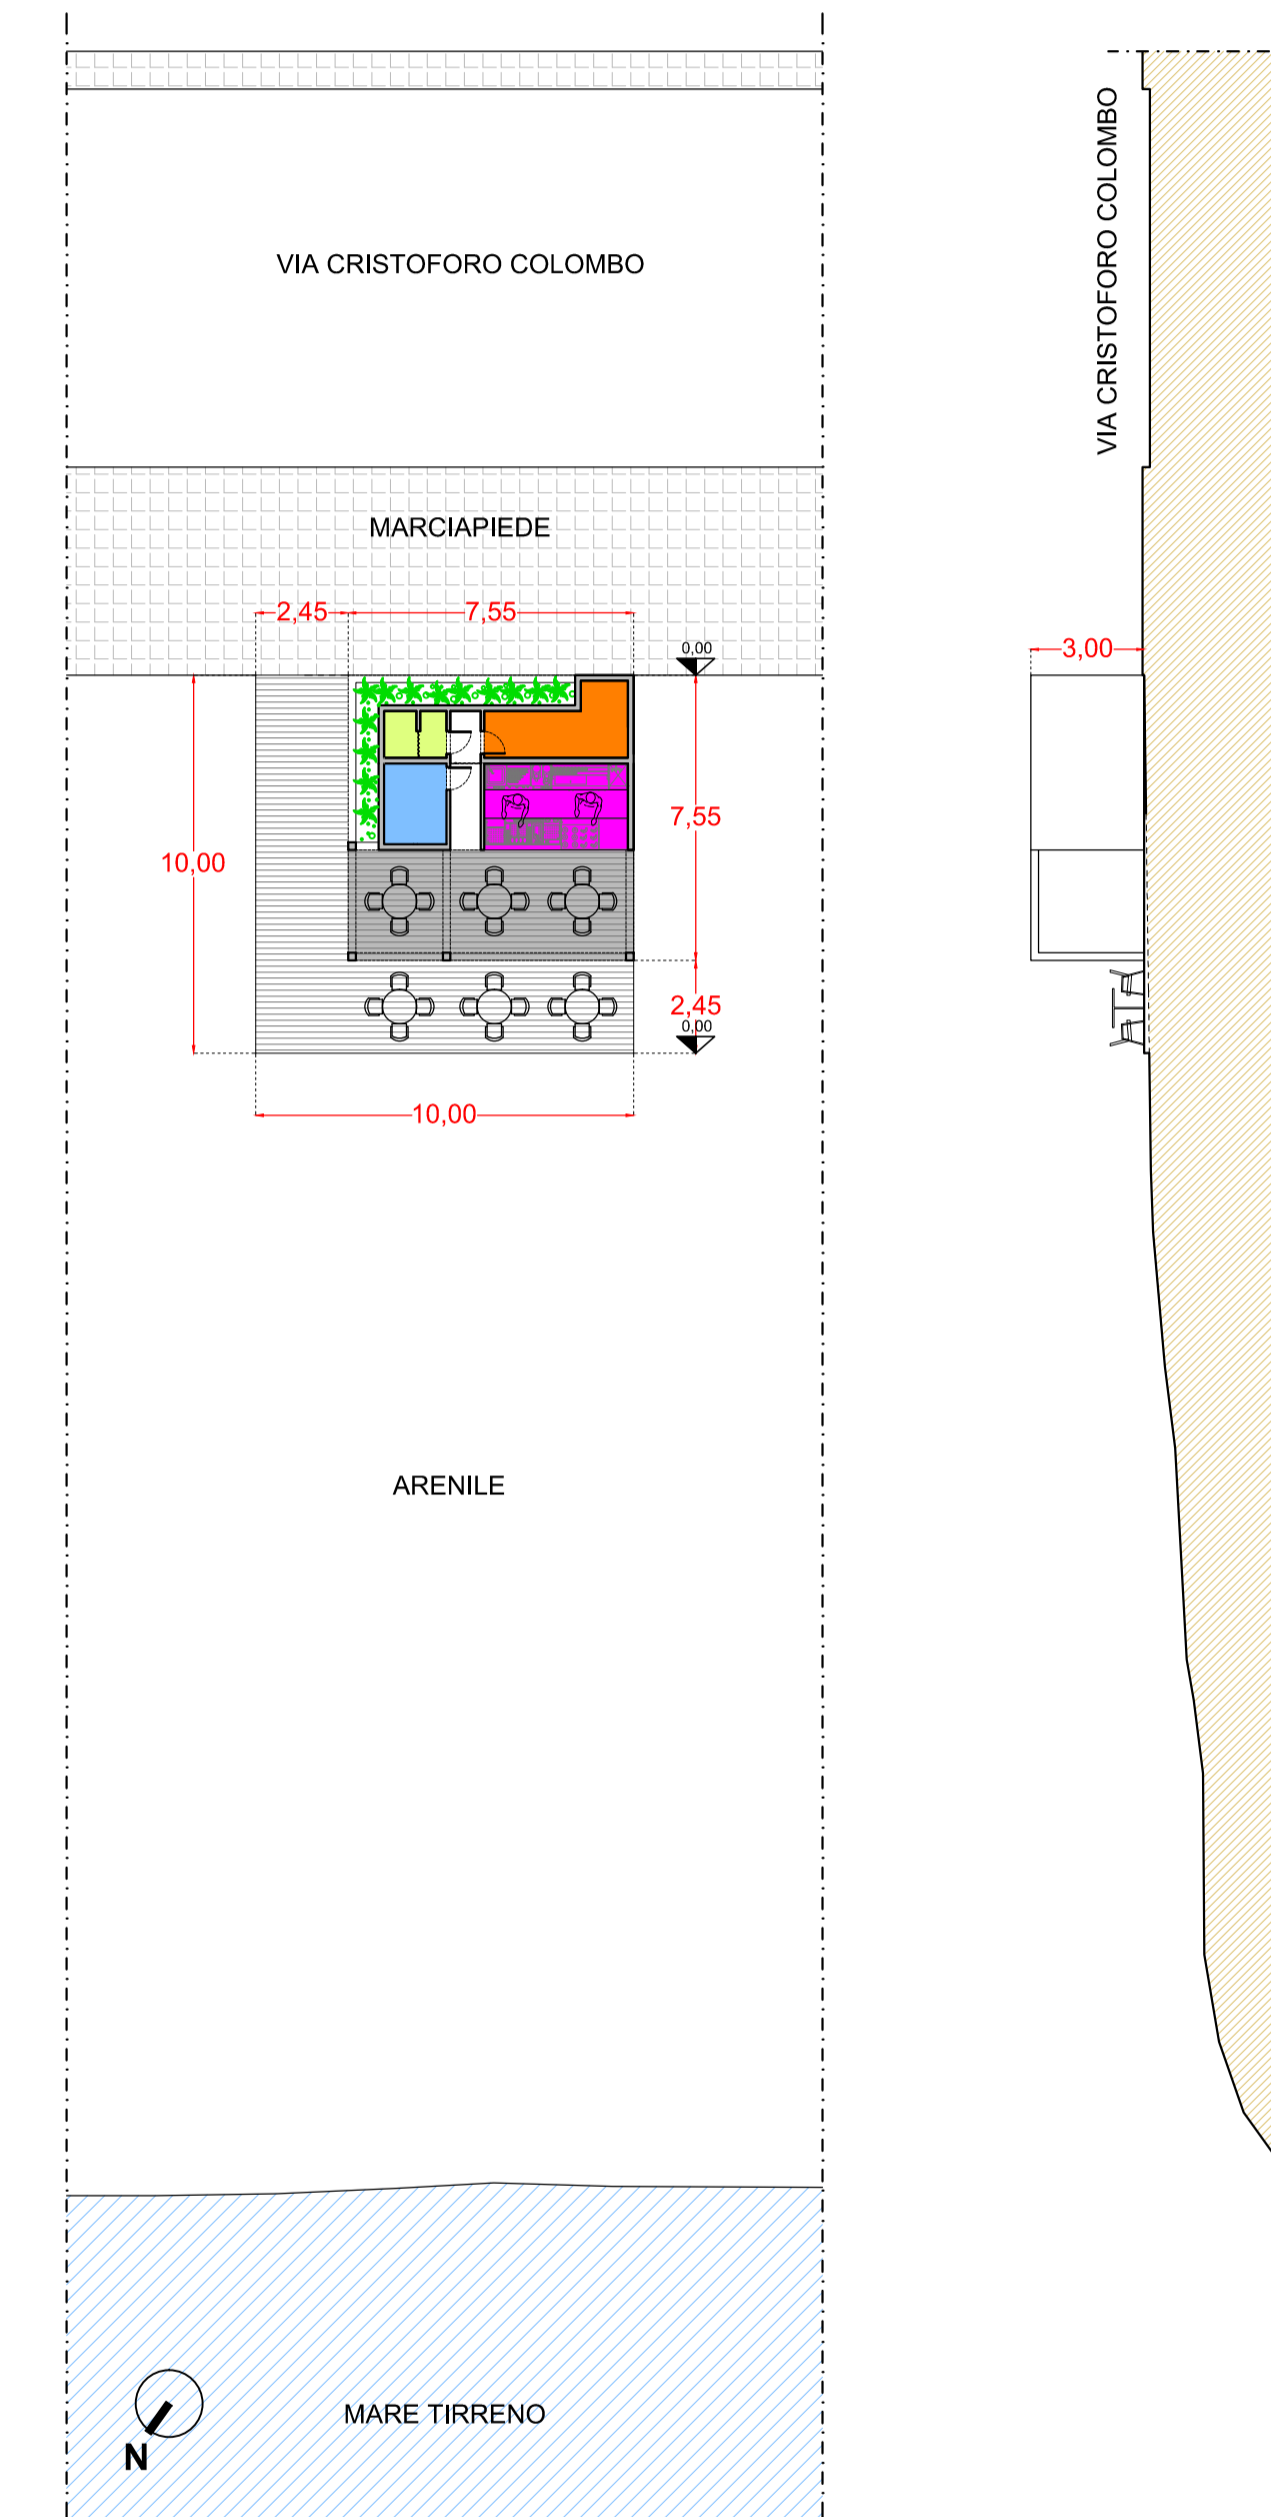 VIA CRISTOFORO COLOMBO
VIA CRISTOFORO COLOMBO
MARCIAPIEDE
2,45
7,55
0,00
3,00
10,00
7,55
2,45
0,00
10,00
ARENILE
MARE TIRRENO
N